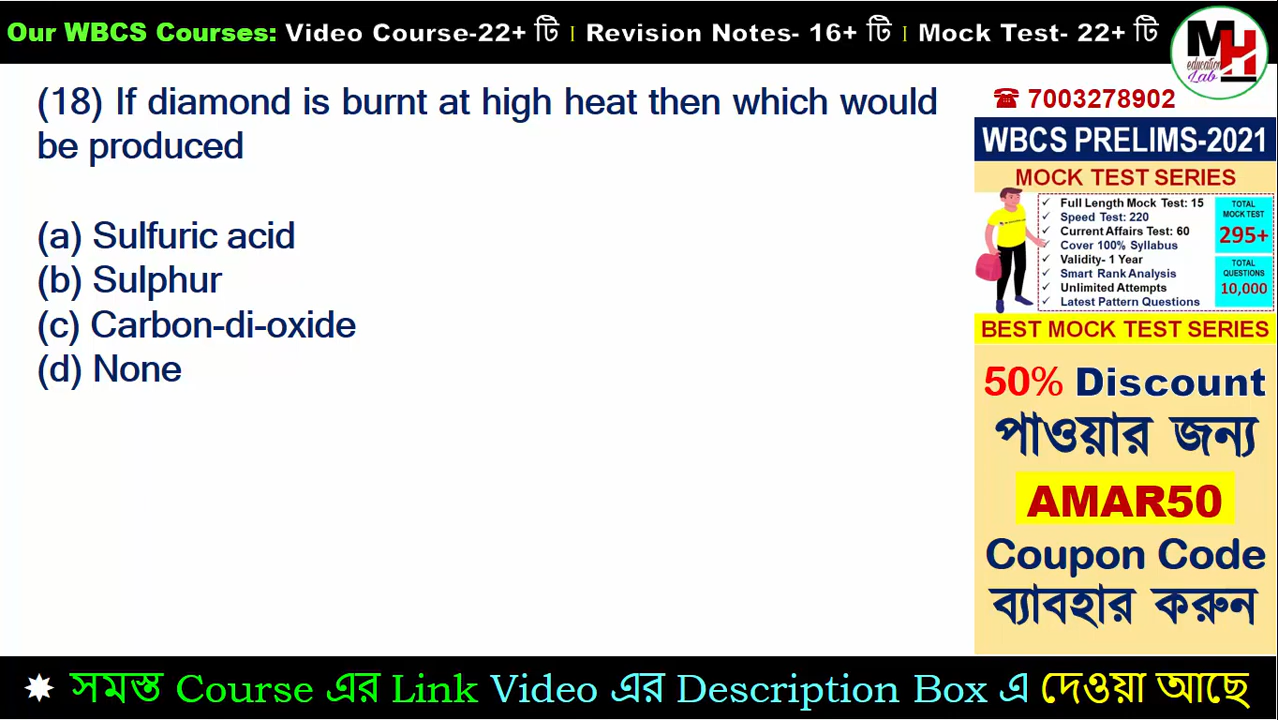 Our WBCS Courses: Video Course-22+ টি | Revision Notes- 16+ টি | Mock Test- 22+ টি
MH
education
Lab
(18) If diamond is burnt at high heat then which would
be produced
(a) Sulfuric acid
(b) Sulphur
(c) Carbon-di-oxide
(d) None
☎ 7003278902
WBCS PRELIMS-2021
MOCK TEST SERIES
✓ Full Length Mock Test: 15
✓ Speed Test: 220
✓ Current Affairs Test: 60
✓ Cover 100% Syllabus
✓ Validity- 1 Year
✓ Smart Rank Analysis
✓ Unlimited Attempts
✓ Latest Pattern Questions
TOTAL
MOCK TEST
295+
TOTAL
QUESTIONS
10,000
BEST MOCK TEST SERIES
50% Discount
পাওয়ার জন্য
AMAR50
Coupon Code
ব্যাবহার করুন
✸ সমস্ত Course এর Link Video এর Description Box এ দেওয়া আছে